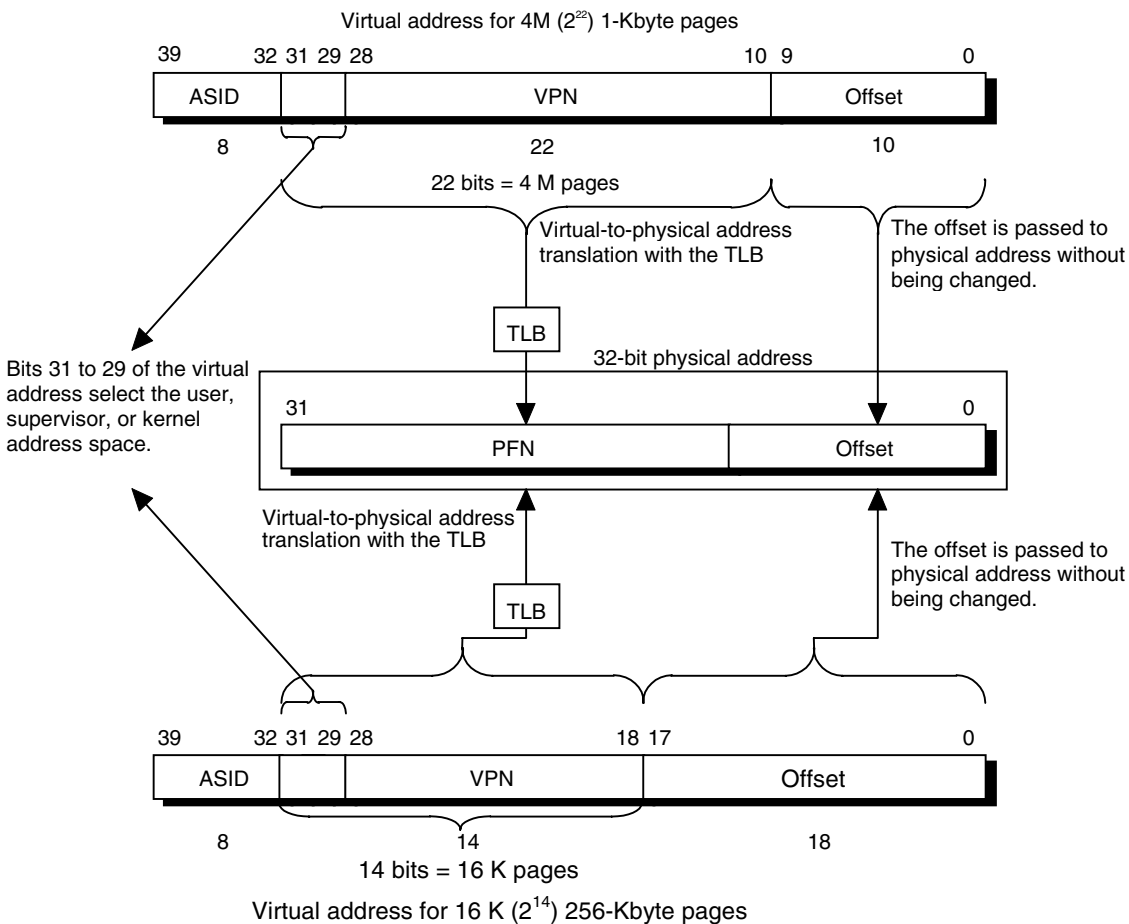 Virtual address for 4M (2²²) 1-Kbyte pages
39 32 31 29 28 10 9 0
ASID VPN Offset
8 22 10
22 bits = 4 M pages
Virtual-to-physical address
translation with the TLB
The offset is passed to
physical address without
being changed.
TLB
32-bit physical address
Bits 31 to 29 of the virtual
address select the user,
supervisor, or kernel
address space.
31 0
PFN Offset
Virtual-to-physical address
translation with the TLB
The offset is passed to
physical address without
being changed.
TLB
39 32 31 29 28 18 17 0
ASID VPN Offset
8 14 18
14 bits = 16 K pages
Virtual address for 16 K (2¹⁴) 256-Kbyte pages